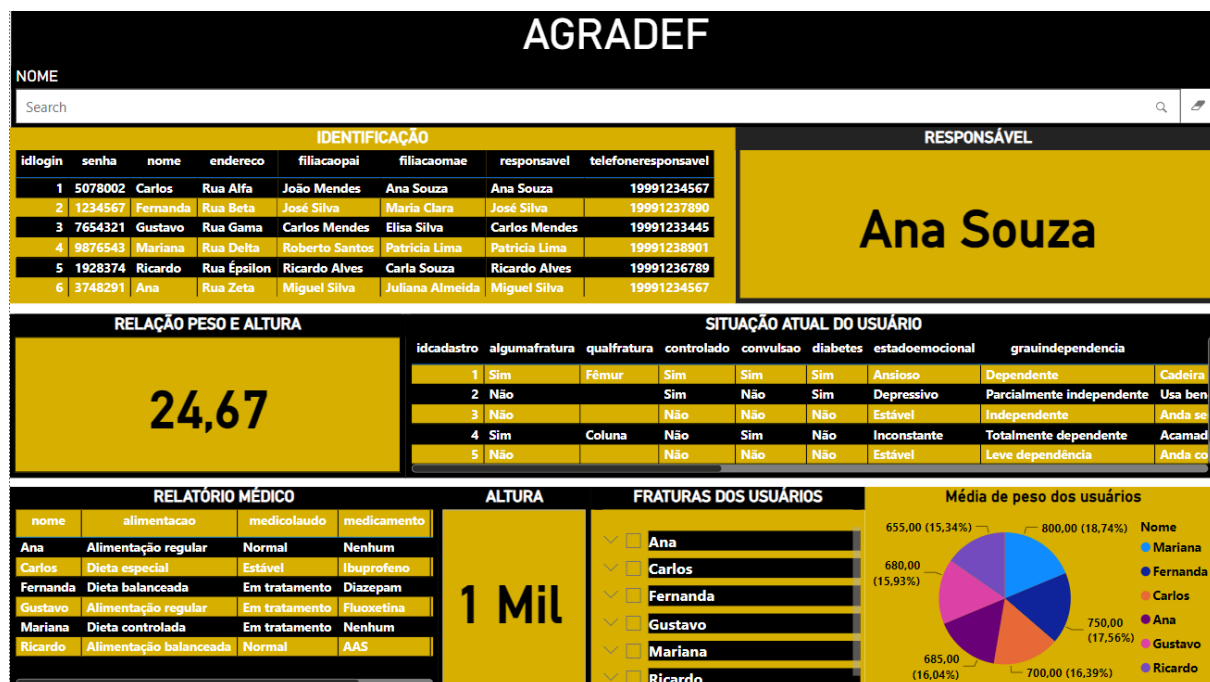 AGRADEF
NOME
Search
IDENTIFICAÇÃO
idlogin senha nome endereco filiacaopai filiacaomae responsavel telefoneresponsavel
1 5078002 Carlos Rua Alfa João Mendes Ana Souza Ana Souza 19991234567
2 1234567 Fernanda Rua Beta José Silva Maria Clara José Silva 19991237890
3 7654321 Gustavo Rua Gama Carlos Mendes Elisa Silva Carlos Mendes 19991233445
4 9876543 Mariana Rua Delta Roberto Santos Patricia Lima Patricia Lima 19991238901
5 1928374 Ricardo Rua Épsilon Ricardo Alves Carla Souza Ricardo Alves 19991236789
6 3748291 Ana Rua Zeta Miguel Silva Juliana Almeida Miguel Silva 19991234567
RESPONSÁVEL
Ana Souza
RELAÇÃO PESO E ALTURA
24,67
SITUAÇÃO ATUAL DO USUÁRIO
idcadastro algumafratura qualfratura controlado convulsao diabetes estadoemocional grauindependencia
1 Sim Fêmur Sim Sim Sim Ansioso Dependente Cadeira
2 Não Sim Não Sim Depressivo Parcialmente independente Usa ben
3 Não Não Não Não Estável Independente Anda se
4 Sim Coluna Não Sim Não Inconstante Totalmente dependente Acamad
5 Não Não Não Não Estável Leve dependência Anda co
RELATÓRIO MÉDICO
nome alimentacao medicolaudo medicamento
Ana Alimentação regular Normal Nenhum
Carlos Dieta especial Estável Ibuprofeno
Fernanda Dieta balanceada Em tratamento Diazepam
Gustavo Alimentação regular Em tratamento Fluoxetina
Mariana Dieta controlada Em tratamento Nenhum
Ricardo Alimentação balanceada Normal AAS
ALTURA
1 Mil
FRATURAS DOS USUÁRIOS
Ana
Carlos
Fernanda
Gustavo
Mariana
Ricardo
Média de peso dos usuários
655,00 (15,34%)
800,00 (18,74%)
680,00
(15,93%)
750,00
(17,56%)
685,00
(16,04%)
700,00 (16,39%)
Nome
Mariana
Fernanda
Carlos
Ana
Gustavo
Ricardo